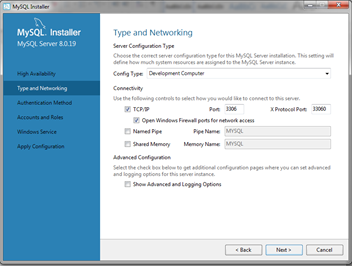 MySQL Installer
MySQL. Installer
MySQL Server 8.0.19
High Availability
Type and Networking
Authentication Method
Accounts and Roles
Windows Service
Apply Configuration
Type and Networking
Server Configuration Type
Choose the correct server configuration type for this MySQL Server installation. This setting will
define how much system resources are assigned to the MySQL Server instance.
Config Type: Development Computer
Connectivity
Use the following controls to select how you would like to connect to this server.
TCP/IP Port: 3306 X Protocol Port: 33060
Open Windows Firewall ports for network access
Named Pipe Pipe Name: MYSQL
Shared Memory Memory Name: MYSQL
Advanced Configuration
Select the check box below to get additional configuration pages where you can set advanced
and logging options for this server instance.
Show Advanced and Logging Options
< Back Next > Cancel